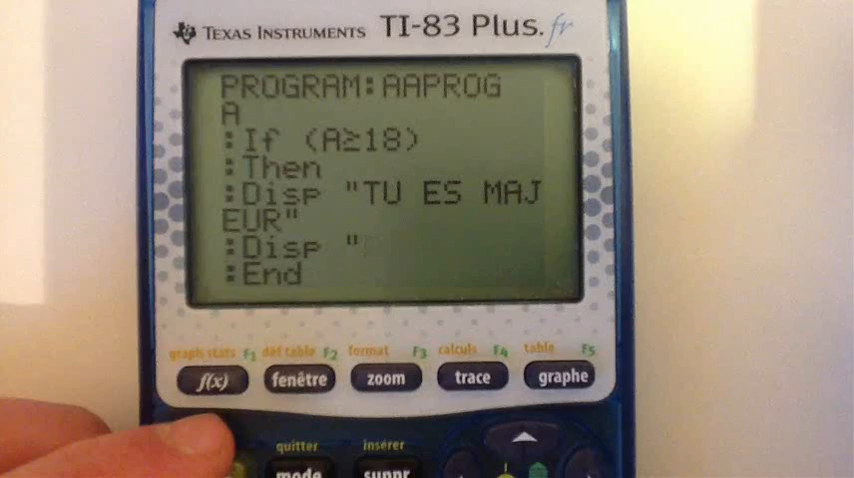 TEXAS INSTRUMENTS TI-83 Plus.fr
PROGRAM:AAPROG
A
:If (A≥18)
:Then
:Disp "TU ES MAJ
EUR"
:Disp "
:End
graph stats F1 déf table F2 format F3 calculs F4 table F5
f(x) fenêtre zoom trace graphe
quitter insérer
mode suppr